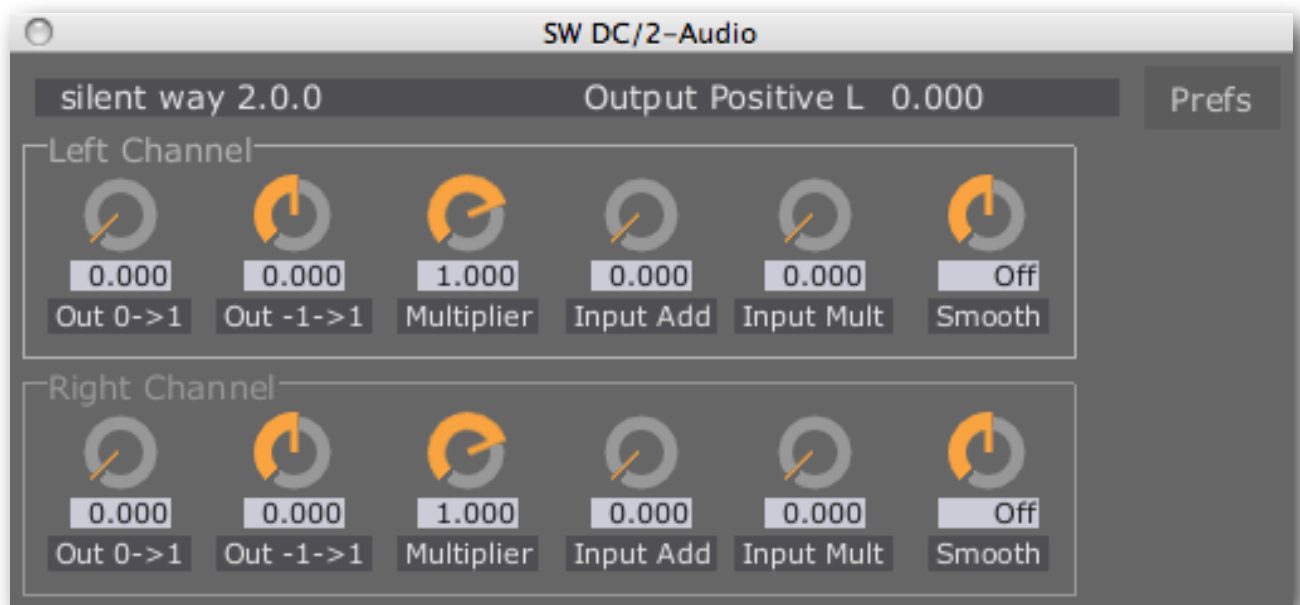 SW DC/2-Audio
silent way 2.0.0 Output Positive L 0.000 Prefs
Left Channel
0.000 0.000 1.000 0.000 0.000 Off
Out 0->1 Out -1->1 Multiplier Input Add Input Mult Smooth
Right Channel
0.000 0.000 1.000 0.000 0.000 Off
Out 0->1 Out -1->1 Multiplier Input Add Input Mult Smooth